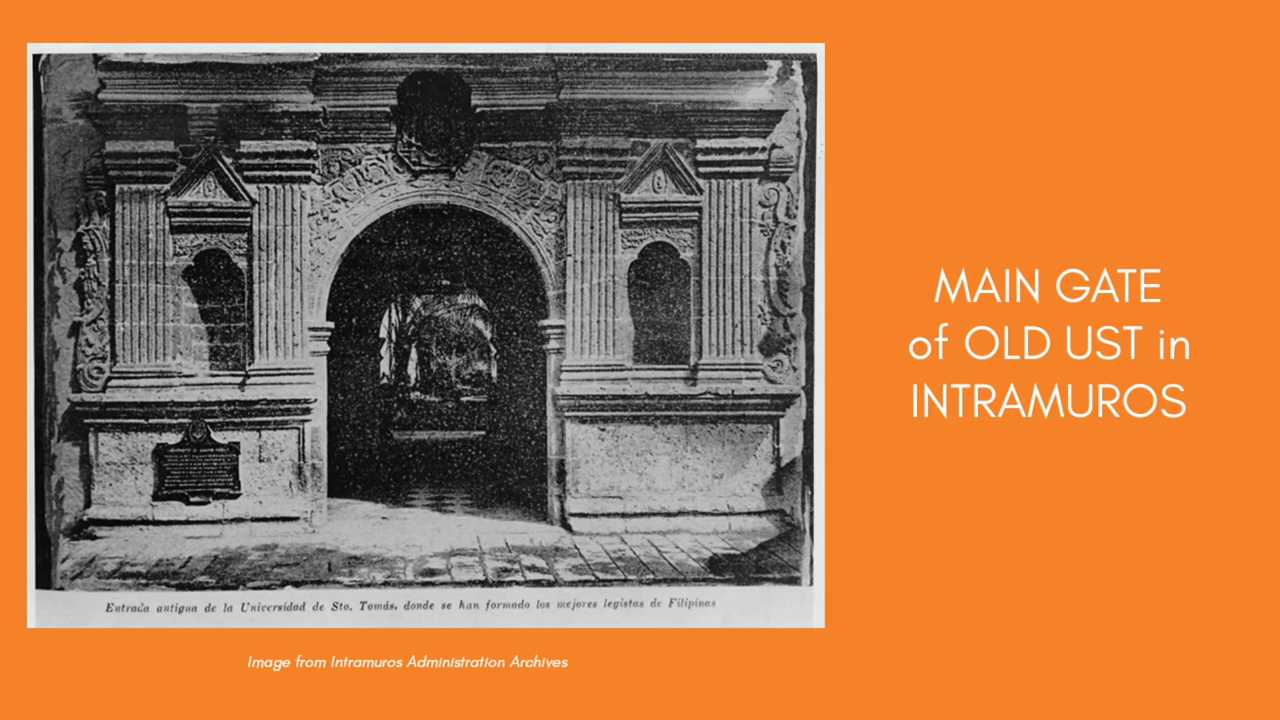 MAIN GATE
of OLD UST in
INTRAMUROS
Entrada antigua de la Universidad de Sto. Tomás, donde se han formado los mejores legistas de Filipinas
Image from Intramuros Administration Archives